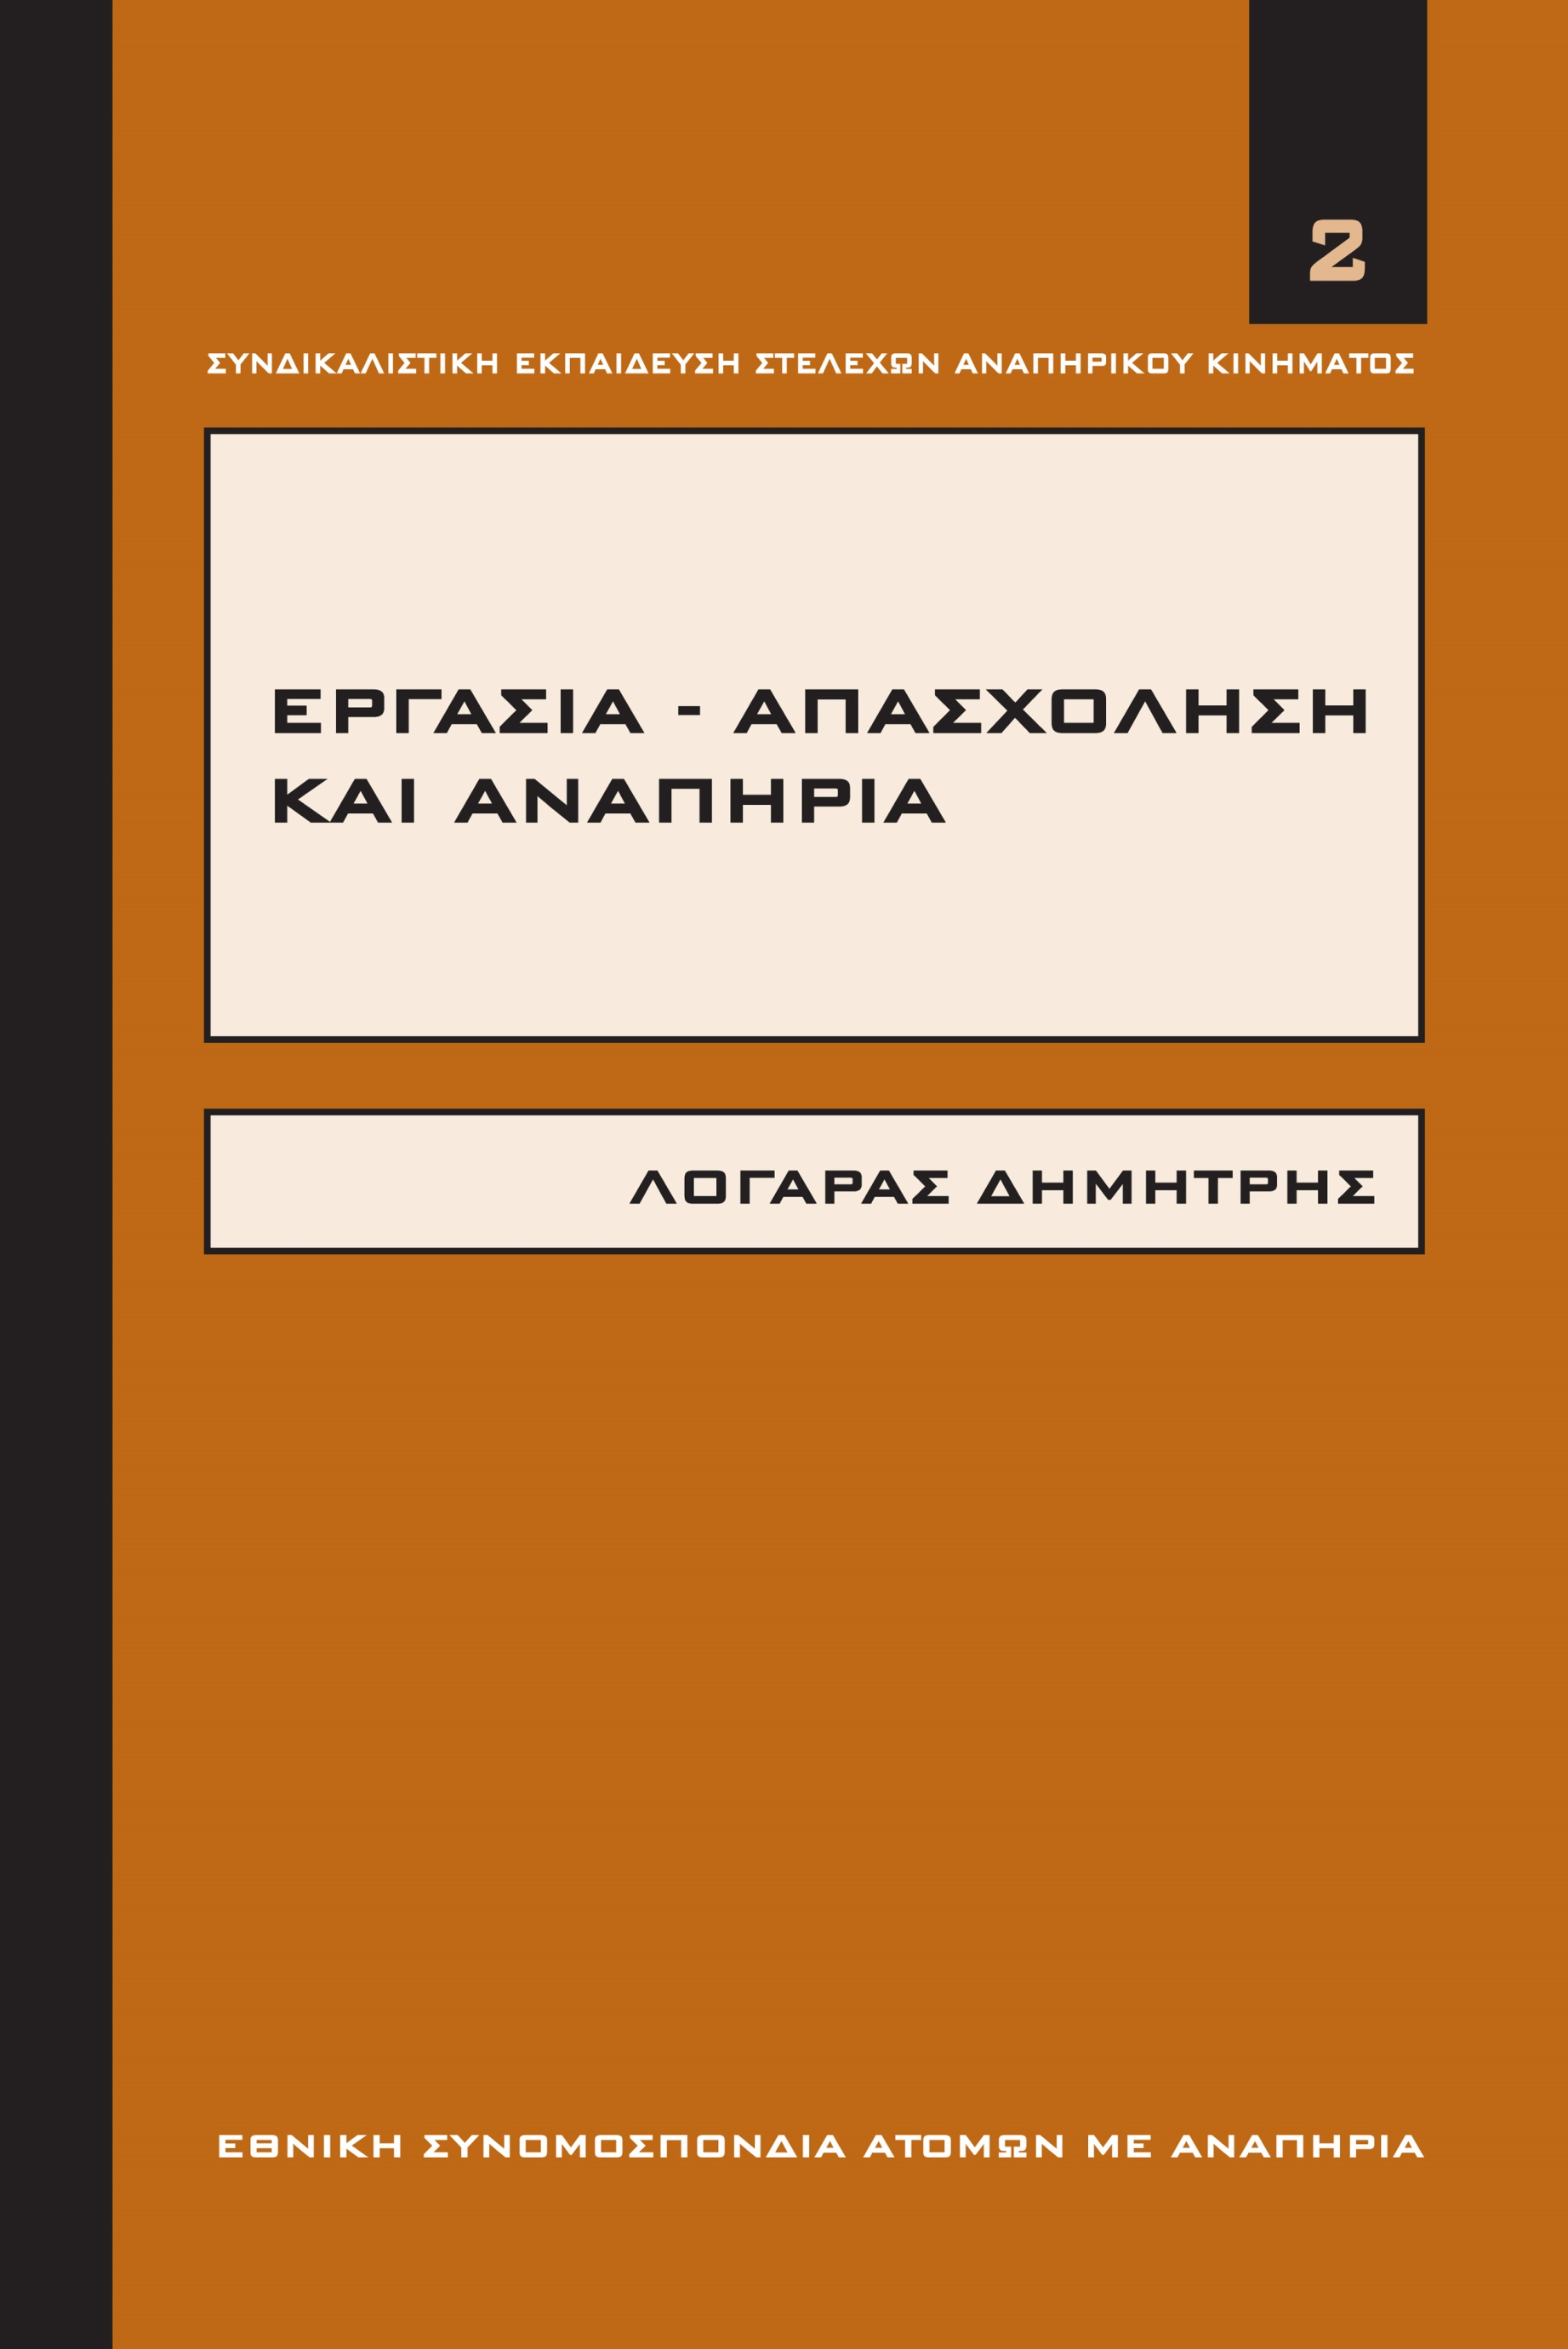 2
ΣΥΝΔΙΚΑΛΙΣΤΙΚΗ ΕΚΠΑΙΔΕΥΣΗ ΣΤΕΛΕΧΩΝ ΑΝΑΠΗΡΙΚΟΥ ΚΙΝΗΜΑΤΟΣ
ΕΡΓΑΣΙΑ - ΑΠΑΣΧΟΛΗΣΗ
ΚΑΙ ΑΝΑΠΗΡΙΑ
ΛΟΓΑΡΑΣ ΔΗΜΗΤΡΗΣ
ΕΘΝΙΚΗ ΣΥΝΟΜΟΣΠΟΝΔΙΑ ΑΤΟΜΩΝ ΜΕ ΑΝΑΠΗΡΙΑ